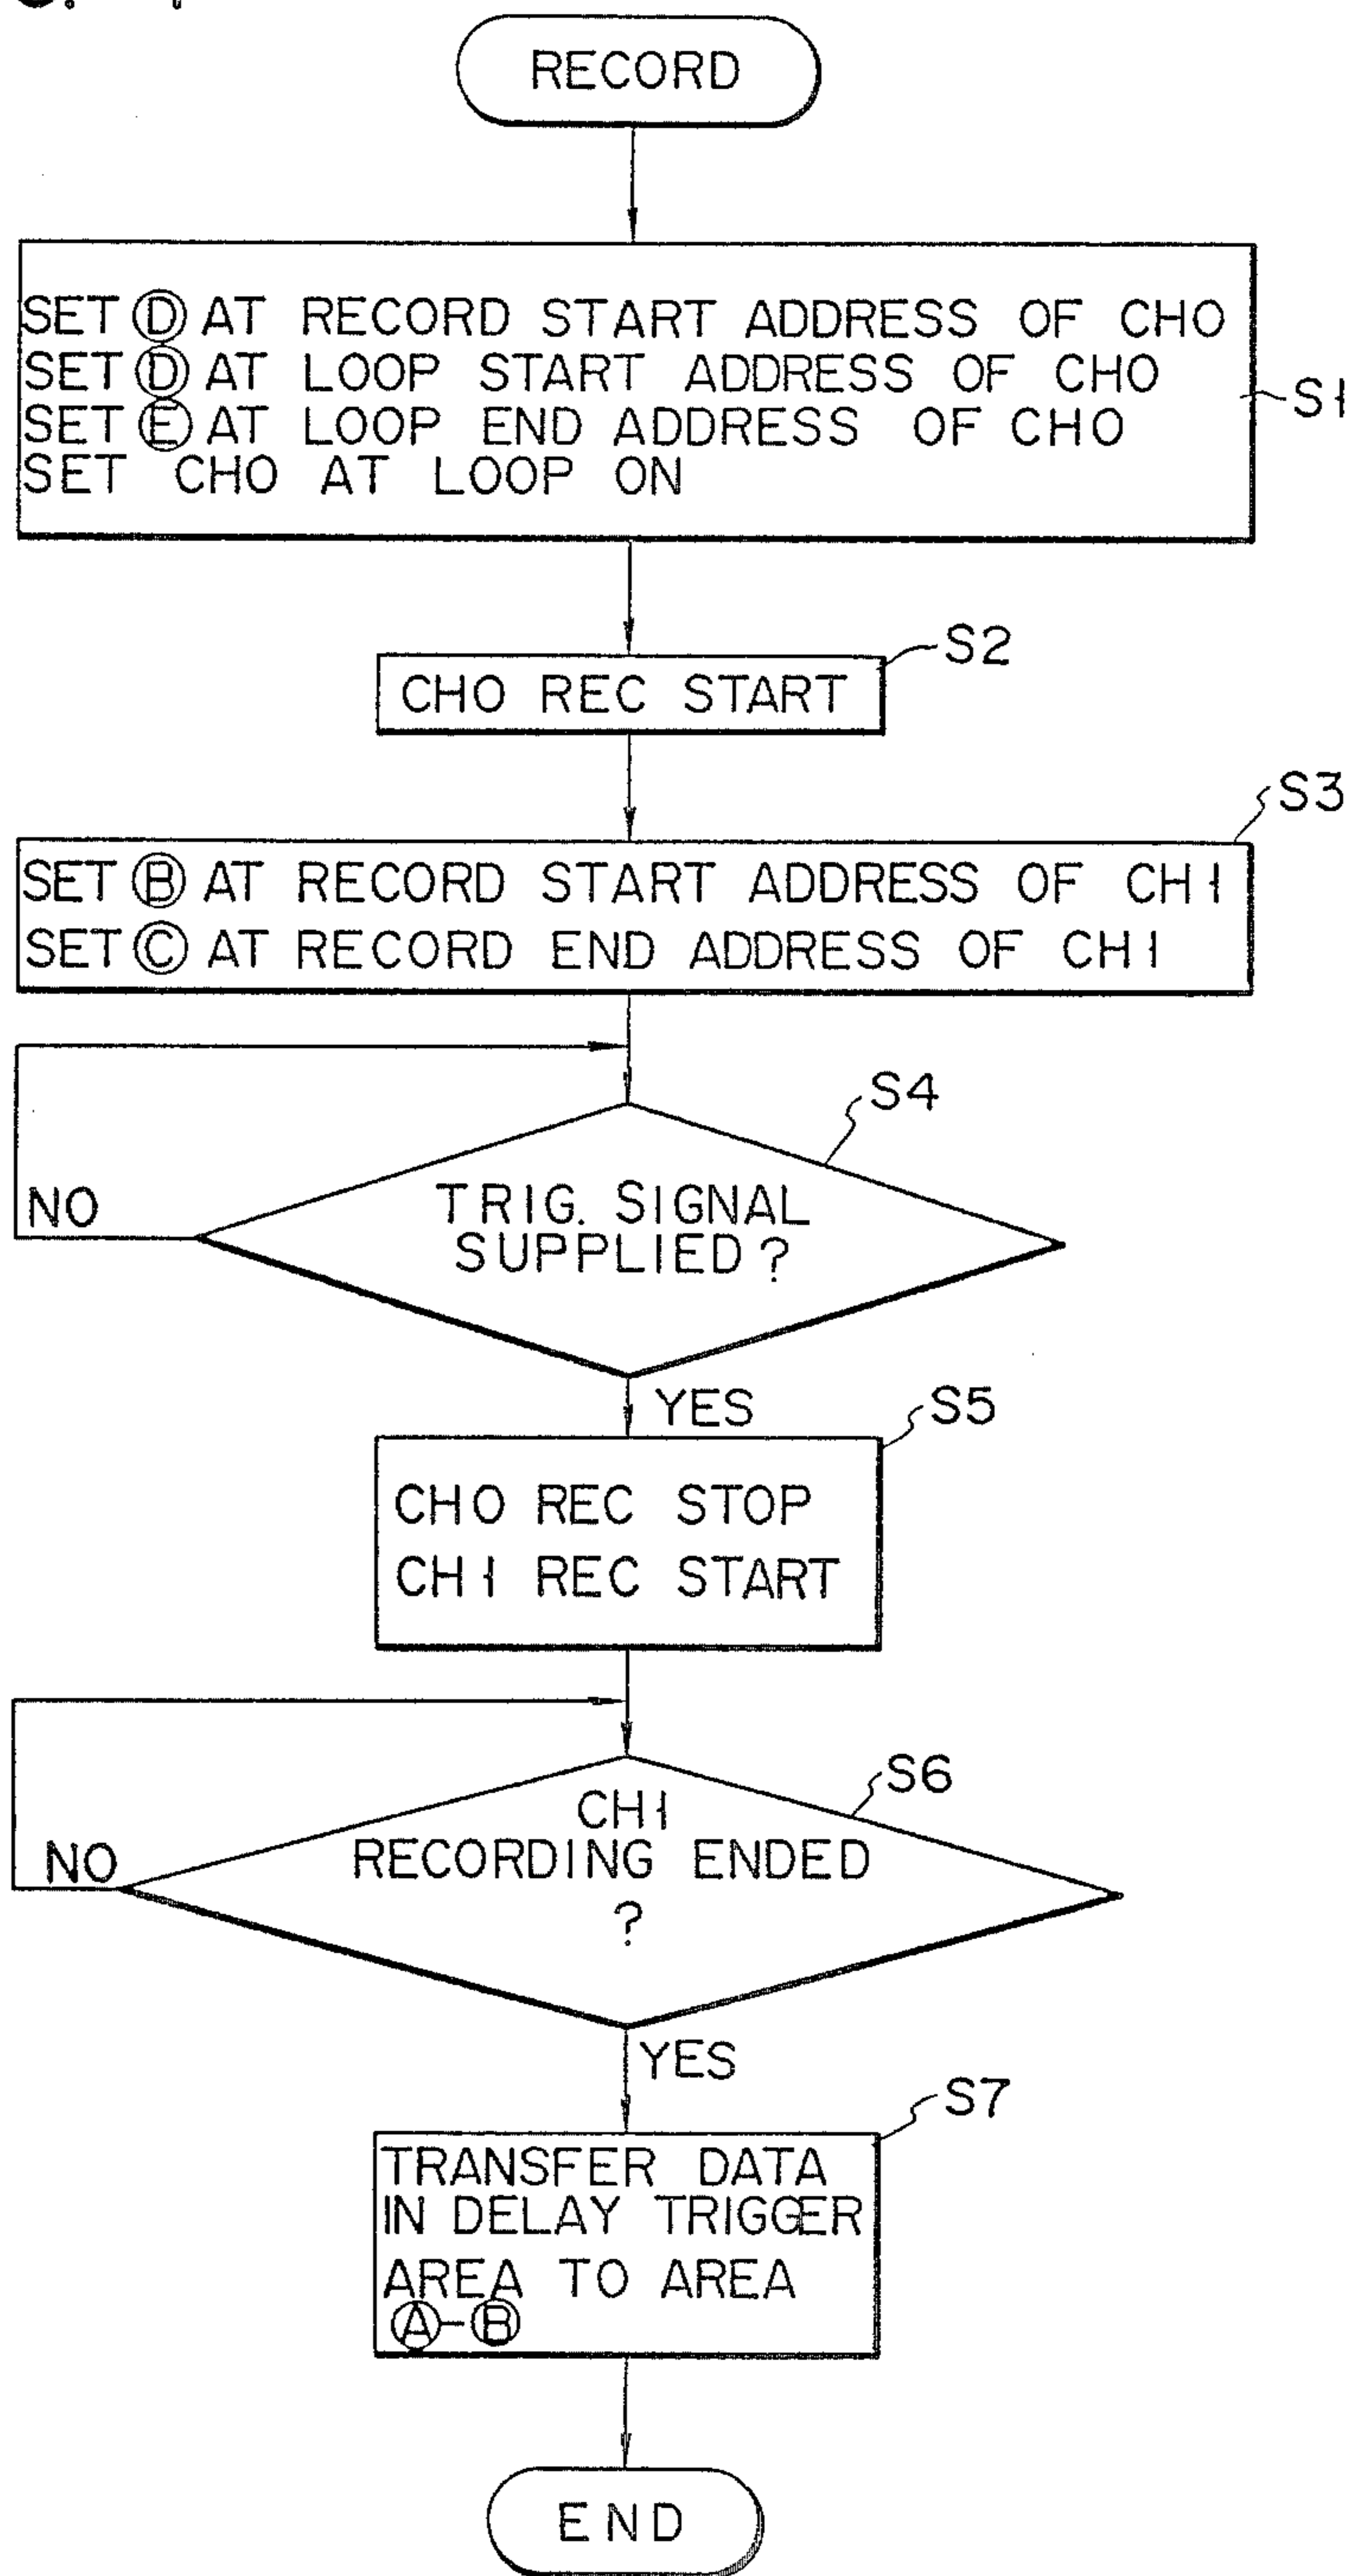 RECORD
SET Ⓓ AT RECORD START ADDRESS OF CH0
SET Ⓓ AT LOOP START ADDRESS OF CH0
SET Ⓔ AT LOOP END ADDRESS OF CH0
SET CH0 AT LOOP ON
S1
S2
CH0 REC START
S3
SET Ⓑ AT RECORD START ADDRESS OF CH1
SET Ⓒ AT RECORD END ADDRESS OF CH1
S4
NO
TRIG. SIGNAL
SUPPLIED?
YES
S5
CH0 REC STOP
CH1 REC START
S6
CH1
NO
RECORDING ENDED
?
YES
S7
TRANSFER DATA
IN DELAY TRIGGER
AREA TO AREA
Ⓐ-Ⓑ
END